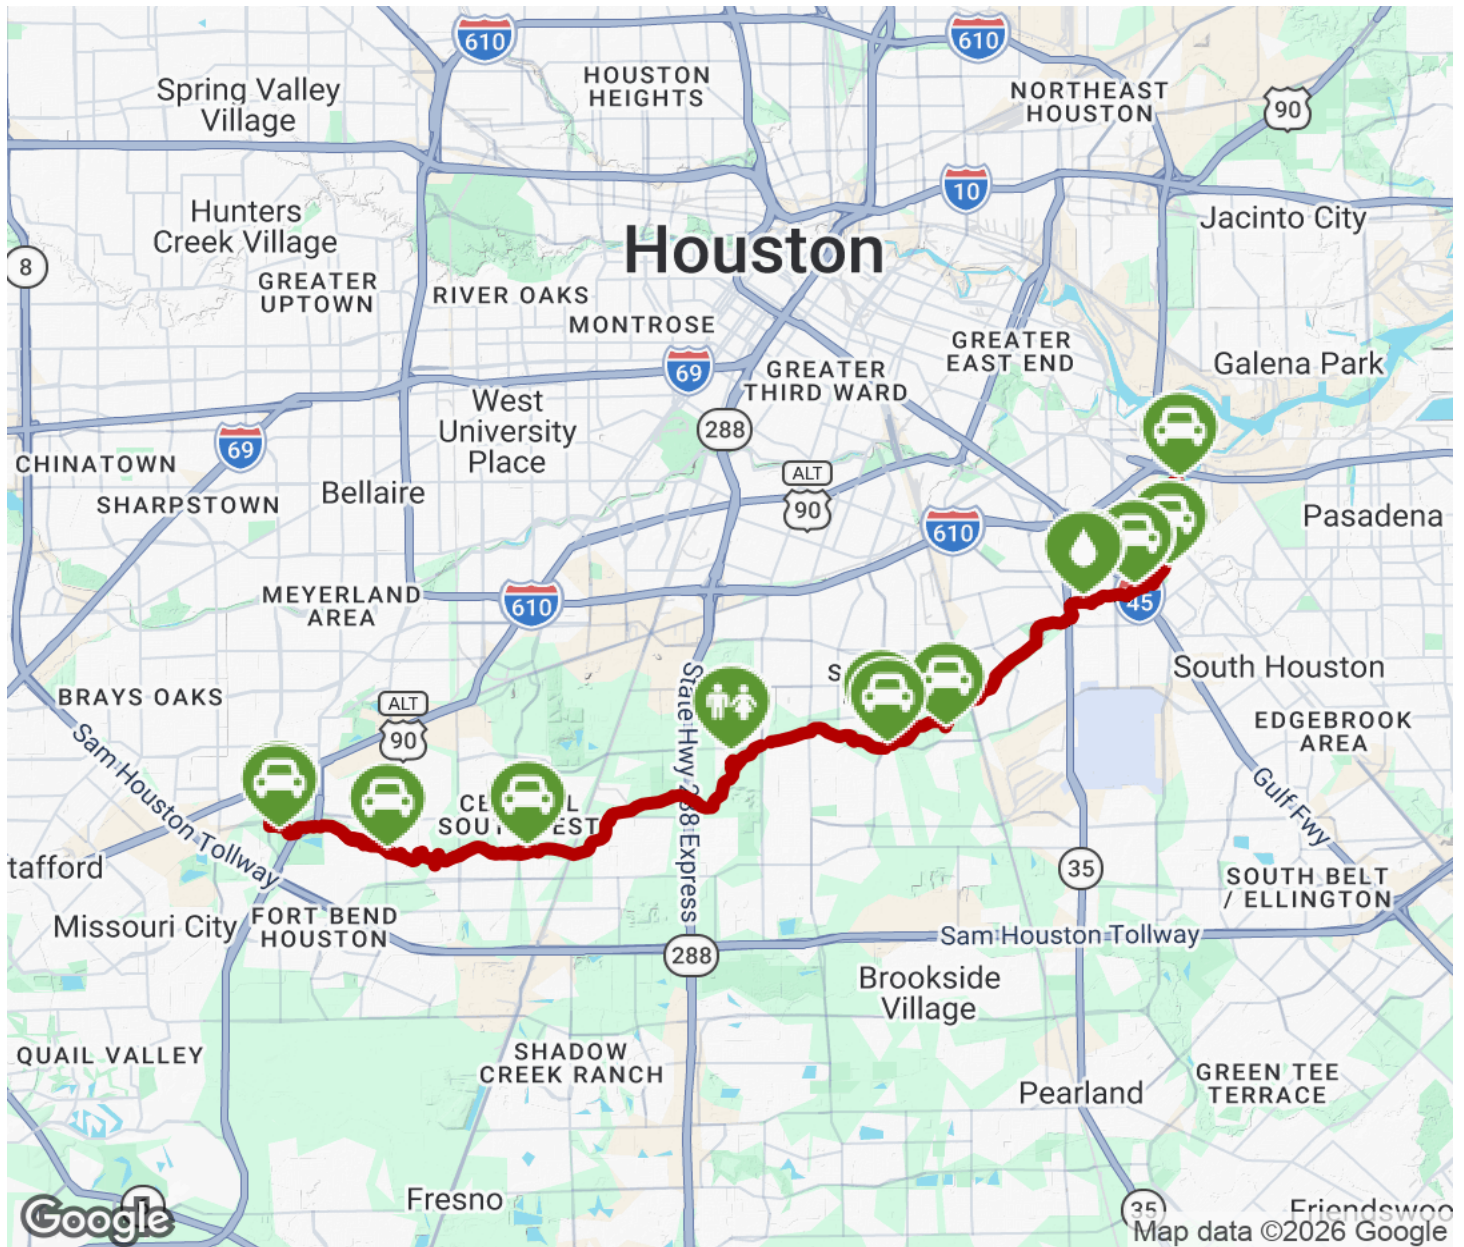 610
610
HOUSTON
HEIGHTS
Spring Valley
Village
NORTHEAST
HOUSTON
90
10
Hunters
Creek Village
Jacinto City
Houston
8
GREATER
UPTOWN
RIVER OAKS
MONTROSE
GREATER
EAST END
Galena Park
69
GREATER
THIRD WARD
West
University
Place
288
69
CHINATOWN
SHARPSTOWN
Bellaire
ALT
90
610
Pasadena
MEYERLAND
AREA
610
45
South Houston
BRAYS OAKS
ALT
90
State Hwy 288 Express
EDGEBROOK
AREA
Sam Houston Tollway
Gulf Fwy
tafford
35
SOUTH BELT
/ ELLINGTON
Missouri City
FORT BEND
HOUSTON
288
Sam Houston Tollway
Brookside
Village
QUAIL VALLEY
SHADOW
CREEK RANCH
GREEN TEE
TERRACE
Pearland
Fresno
35
Friendswoo
Google
Map data ©2026 Google